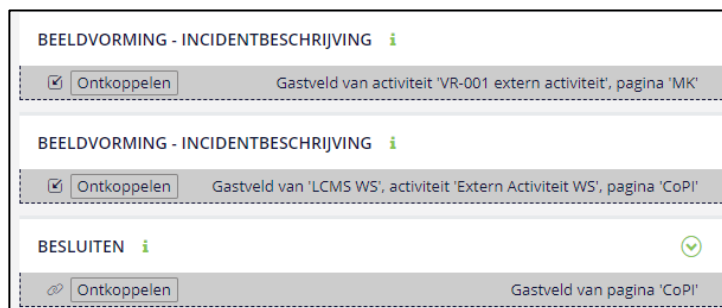 BEELDVORMING - INCIDENTBESCHRIJVING i
Ontkoppelen Gastveld van activiteit 'VR-001 extern activiteit', pagina 'MK'
BEELDVORMING - INCIDENTBESCHRIJVING i
Ontkoppelen Gastveld van 'LCMS WS', activiteit 'Extern Activiteit WS', pagina 'CoPI'
BESLUITEN i
Ontkoppelen Gastveld van pagina 'CoPI'